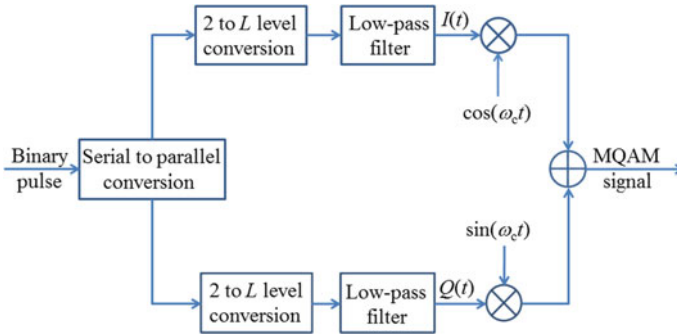 2 to L level
conversion
Low-pass
filter
I(t)
cos(ωct)
Binary
pulse
Serial to parallel
conversion
MQAM
signal
sin(ωct)
2 to L level
conversion
Low-pass
filter
Q(t)